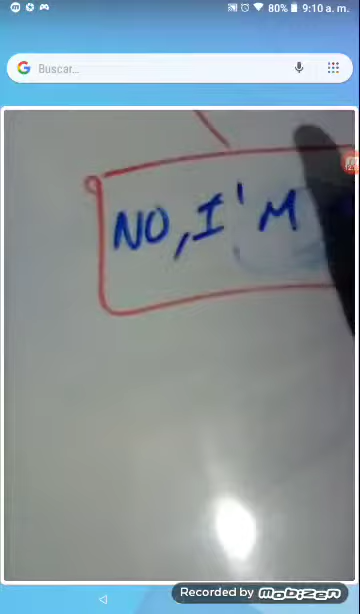 80% 9:10 a. m.
Buscar...
NO, I'M
Recorded by mobizen